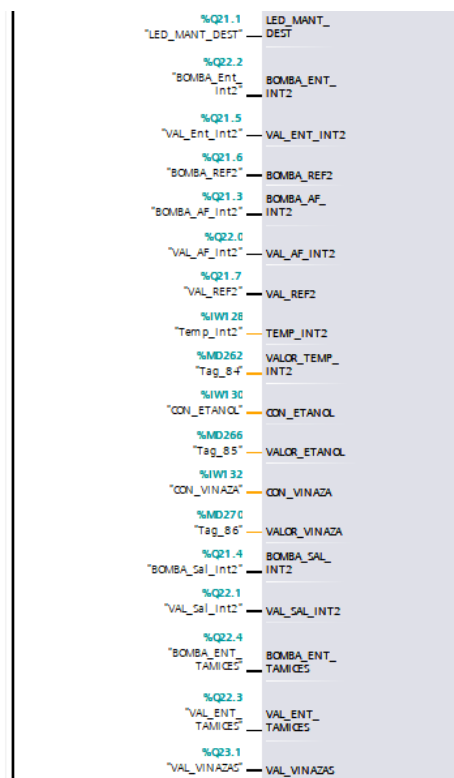 %Q21.1
"LED_MANT_DEST"
LED_MANT_
DEST
%Q22.2
"BOMBA_Ent_
Int2"
BOMBA_ENT_
INT2
%Q21.5
"VAL_Ent_Int2"
VAL_ENT_INT2
%Q21.6
"BOMBA_REF2"
BOMBA_REF2
%Q21.3
"BOMBA_AF_Int2"
BOMBA_AF_
INT2
%Q22.0
"VAL_AF_Int2"
VAL_AF_INT2
%Q21.7
"VAL_REF2"
VAL_REF2
%IW128
"Temp_Int2"
TEMP_INT2
%MD262
"Tag_84"
VALOR_TEMP_
INT2
%IW130
"CON_ETANOL"
CON_ETANOL
%MD266
"Tag_85"
VALOR_ETANOL
%IW132
"CON_VINAZA"
CON_VINAZA
%MD270
"Tag_86"
VALOR_VINAZA
%Q21.4
"BOMBA_Sal_Int2"
BOMBA_SAL_
INT2
%Q22.1
"VAL_Sal_Int2"
VAL_SAL_INT2
%Q22.4
"BOMBA_ENT_
TAMICES"
BOMBA_ENT_
TAMICES
%Q22.3
"VAL_ENT_
TAMICES"
VAL_ENT_
TAMICES
%Q23.1
"VAL_VINAZAS"
VAL_VINAZAS